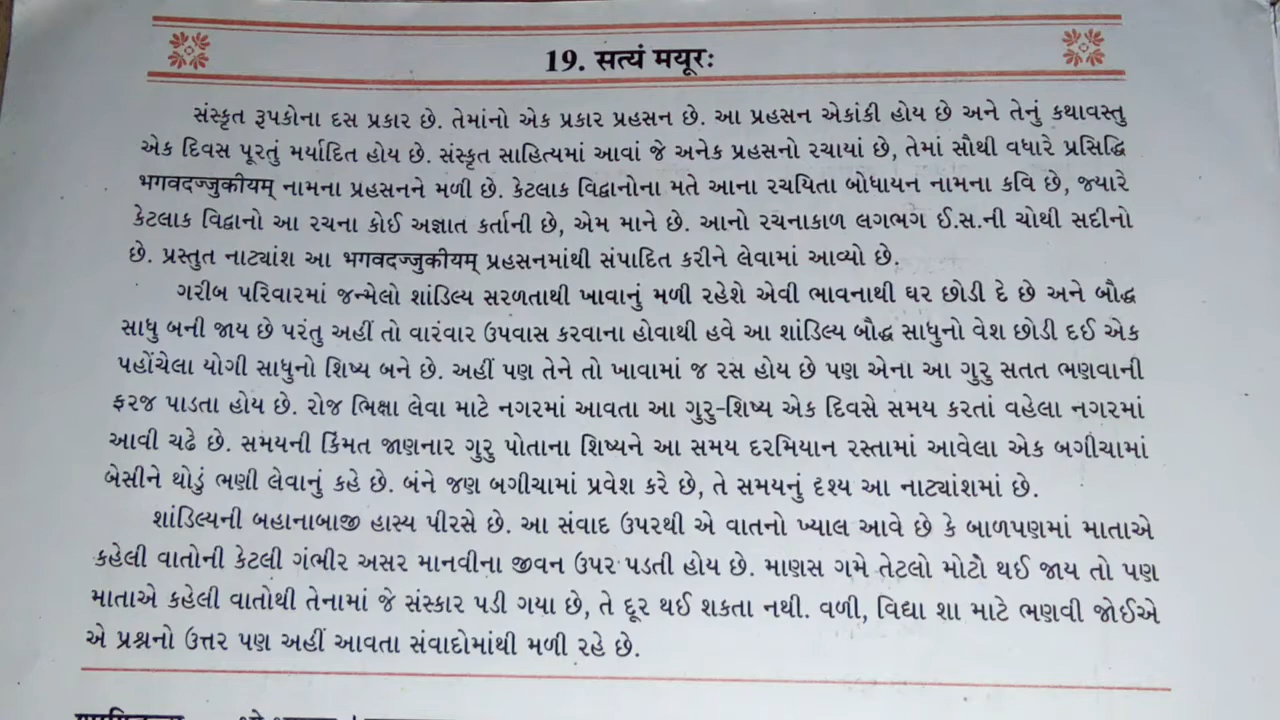 19. सत्यं मयूरः
સંસ્કૃત રૂપકોના દસ પ્રકાર છે. તેમાંનો એક પ્રકાર પ્રહસન છે. આ પ્રહસન એકાંકી હોય છે અને તેનું કથાવસ્તુ
એક દિવસ પૂરતું મર્યાદિત હોય છે. સંસ્કૃત સાહિત્યમાં આવાં જે અનેક પ્રહસનો રચાયાં છે, તેમાં સૌથી વધારે પ્રસિદ્ધિ
भगवदज्जुकीयम् નામના પ્રહસનને મળી છે. કેટલાક વિદ્વાનોના મતે આના રચયિતા બોધાયન નામના કવિ છે, જ્યારે
કેટલાક વિદ્વાનો આ રચના કોઈ અજ્ઞાત કર્તાની છે, એમ માને છે. આનો રચનાકાળ લગભગ ઈ.સ.ની ચોથી સદીનો
છે. પ્રસ્તુત નાટ્યાંશ આ भगवदज्जुकीयम् પ્રહસનમાંથી સંપાદિત કરીને લેવામાં આવ્યો છે.
ગરીબ પરિવારમાં જન્મેલો શાંડિલ્ય સરળતાથી ખાવાનું મળી રહેશે એવી ભાવનાથી ઘર છોડી દે છે અને બૌદ્ધ
સાધુ બની જાય છે પરંતુ અહીં તો વારંવાર ઉપવાસ કરવાના હોવાથી હવે આ શાંડિલ્ય બૌદ્ધ સાધુનો વેશ છોડી દઈ એક
પહોંચેલા યોગી સાધુનો શિષ્ય બને છે. અહીં પણ તેને તો ખાવામાં જ રસ હોય છે પણ એના આ ગુરુ સતત ભણવાની
ફરજ પાડતા હોય છે. રોજ ભિક્ષા લેવા માટે નગરમાં આવતા આ ગુરુ-શિષ્ય એક દિવસે સમય કરતાં વહેલા નગરમાં
આવી ચઢે છે. સમયની કિંમત જાણનાર ગુરુ પોતાના શિષ્યને આ સમય દરમિયાન રસ્તામાં આવેલા એક બગીચામાં
બેસીને થોડું ભણી લેવાનું કહે છે. બંને જણ બગીચામાં પ્રવેશ કરે છે, તે સમયનું દૃશ્ય આ નાટ્યાંશમાં છે.
શાંડિલ્યની બહાનાબાજી હાસ્ય પીરસે છે. આ સંવાદ ઉપરથી એ વાતનો ખ્યાલ આવે છે કે બાળપણમાં માતાએ
કહેલી વાતોની કેટલી ગંભીર અસર માનવીના જીવન ઉપર પડતી હોય છે. માણસ ગમે તેટલો મોટો થઈ જાય તો પણ
માતાએ કહેલી વાતોથી તેનામાં જે સંસ્કાર પડી ગયા છે, તે દૂર થઈ શકતા નથી. વળી, વિદ્યા શા માટે ભણવી જોઈએ
એ પ્રશ્નનો ઉત્તર પણ અહીં આવતા સંવાદોમાંથી મળી રહે છે.